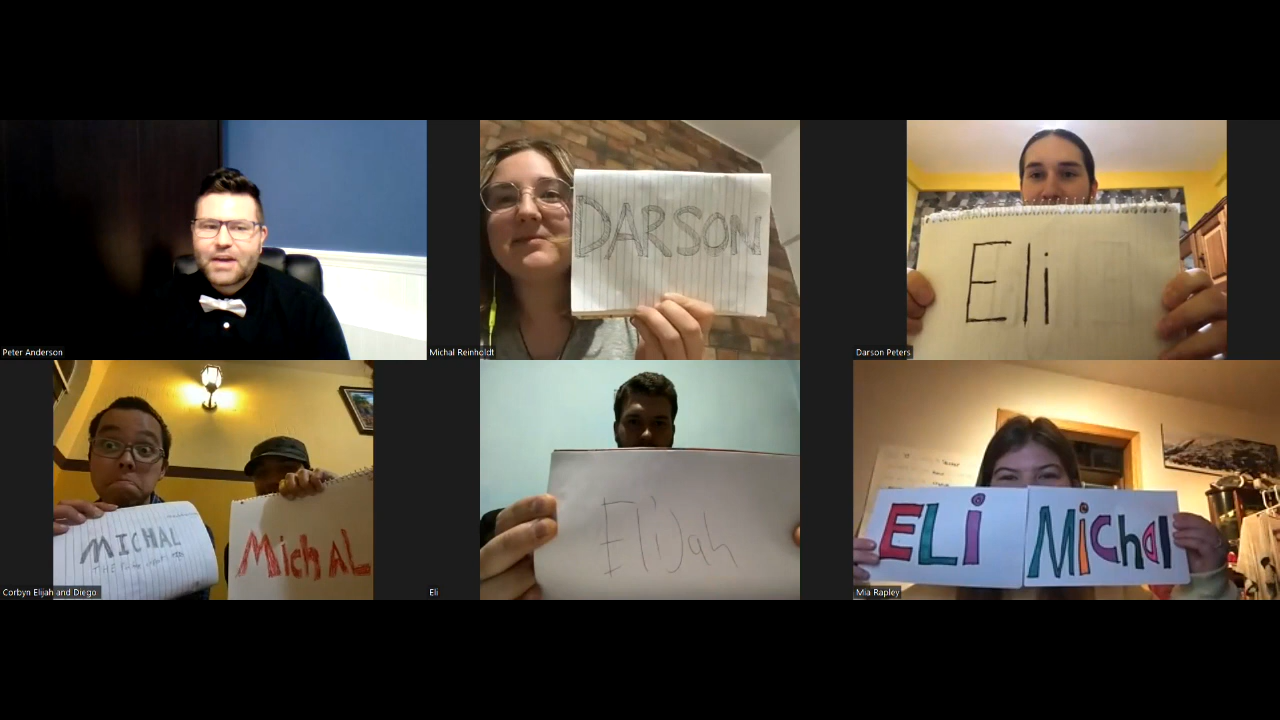 DARSON
Eli
Peter Anderson
Michal Reinholdt
Darson Peters
MICHAL
MichAL
EliJah
ELi
Michal
Corbyn Elijah and Diego
Eli
Mia Rapley